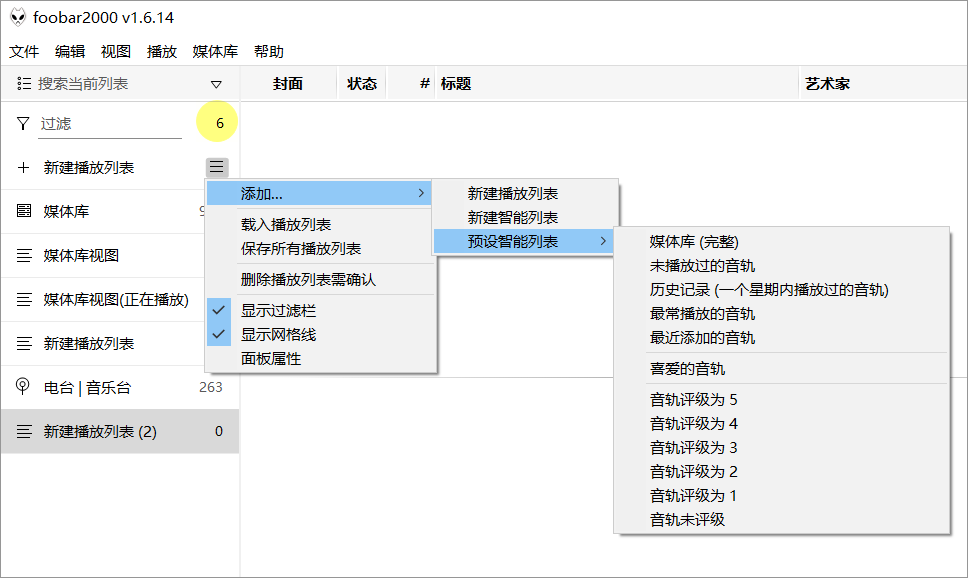 foobar2000 v1.6.14
文件 编辑 视图 播放 媒体库 帮助
搜索当前列表
封面 状态 # 标题 艺术家
过滤 6
新建播放列表
媒体库
媒体库视图
媒体库视图(正在播放)
新建播放列表
电台 | 音乐台 263
新建播放列表 (2) 0
添加...
载入播放列表
保存所有播放列表
删除播放列表需确认
显示过滤栏
显示网格线
面板属性
新建播放列表
新建智能列表
预设智能列表
媒体库 (完整)
未播放过的音轨
历史记录 (一个星期内播放过的音轨)
最常播放的音轨
最近添加的音轨
喜爱的音轨
音轨评级为 5
音轨评级为 4
音轨评级为 3
音轨评级为 2
音轨评级为 1
音轨未评级